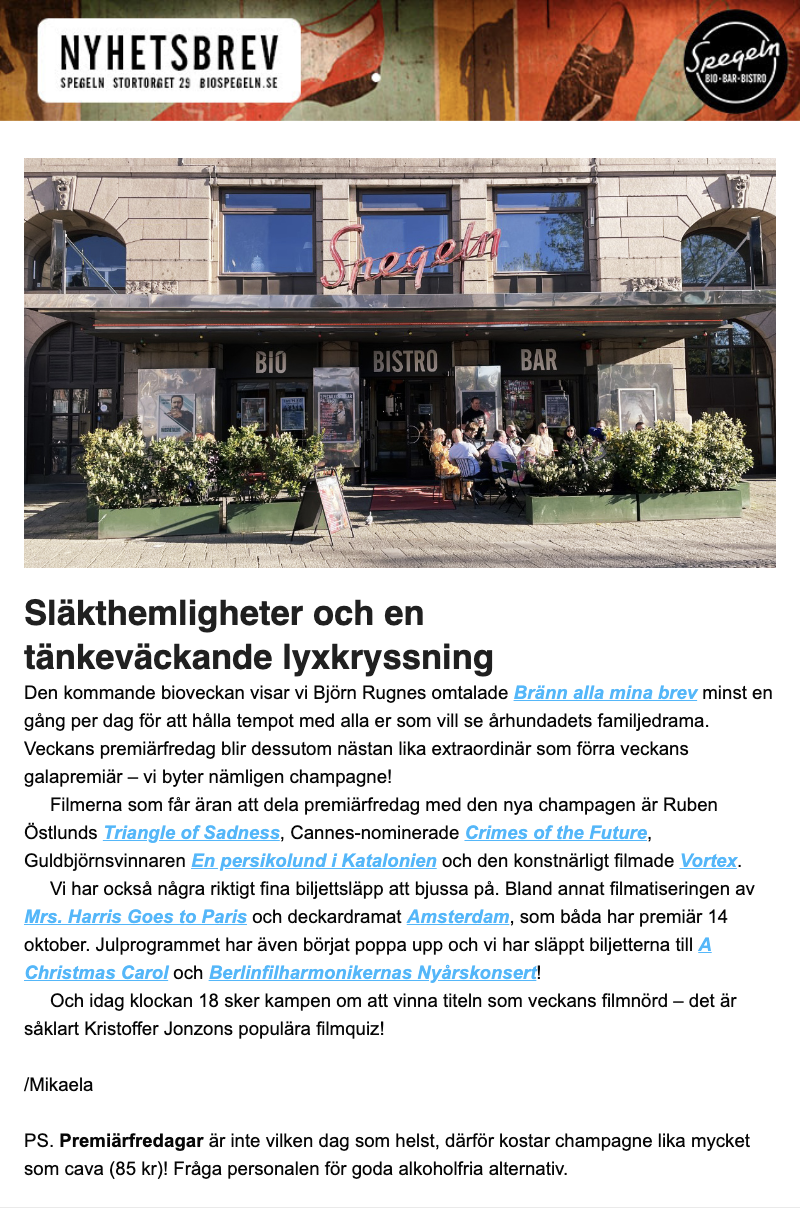 NYHETSBREV
SPEGELN STORTORGET 29 BIOSPEGELN.SE
Spegeln
BIO·BAR·BISTRO
Spegeln
BIO
BISTRO
BAR
Släkthemligheter och en
tänkeväckande lyxkryssning
Den kommande bioveckan visar vi Björn Rugnes omtalade Bränn alla mina brev minst en
gång per dag för att hålla tempot med alla er som vill se århundadets familjedrama.
Veckans premiärfredag blir dessutom nästan lika extraordinär som förra veckans
galapremiär – vi byter nämligen champagne!
Filmerna som får äran att dela premiärfredag med den nya champagen är Ruben
Östlunds Triangle of Sadness, Cannes-nominerade Crimes of the Future,
Guldbjörnsvinnaren En persikolund i Katalonien och den konstnärligt filmade Vortex.
Vi har också några riktigt fina biljettsläpp att bjussa på. Bland annat filmatiseringen av
Mrs. Harris Goes to Paris och deckardramat Amsterdam, som båda har premiär 14
oktober. Julprogrammet har även börjat poppa upp och vi har släppt biljetterna till A
Christmas Carol och Berlinfilharmonikernas Nyårskonsert!
Och idag klockan 18 sker kampen om att vinna titeln som veckans filmnörd – det är
såklart Kristoffer Jonzons populära filmquiz!
/Mikaela
PS. Premiärfredagar är inte vilken dag som helst, därför kostar champagne lika mycket
som cava (85 kr)! Fråga personalen för goda alkoholfria alternativ.